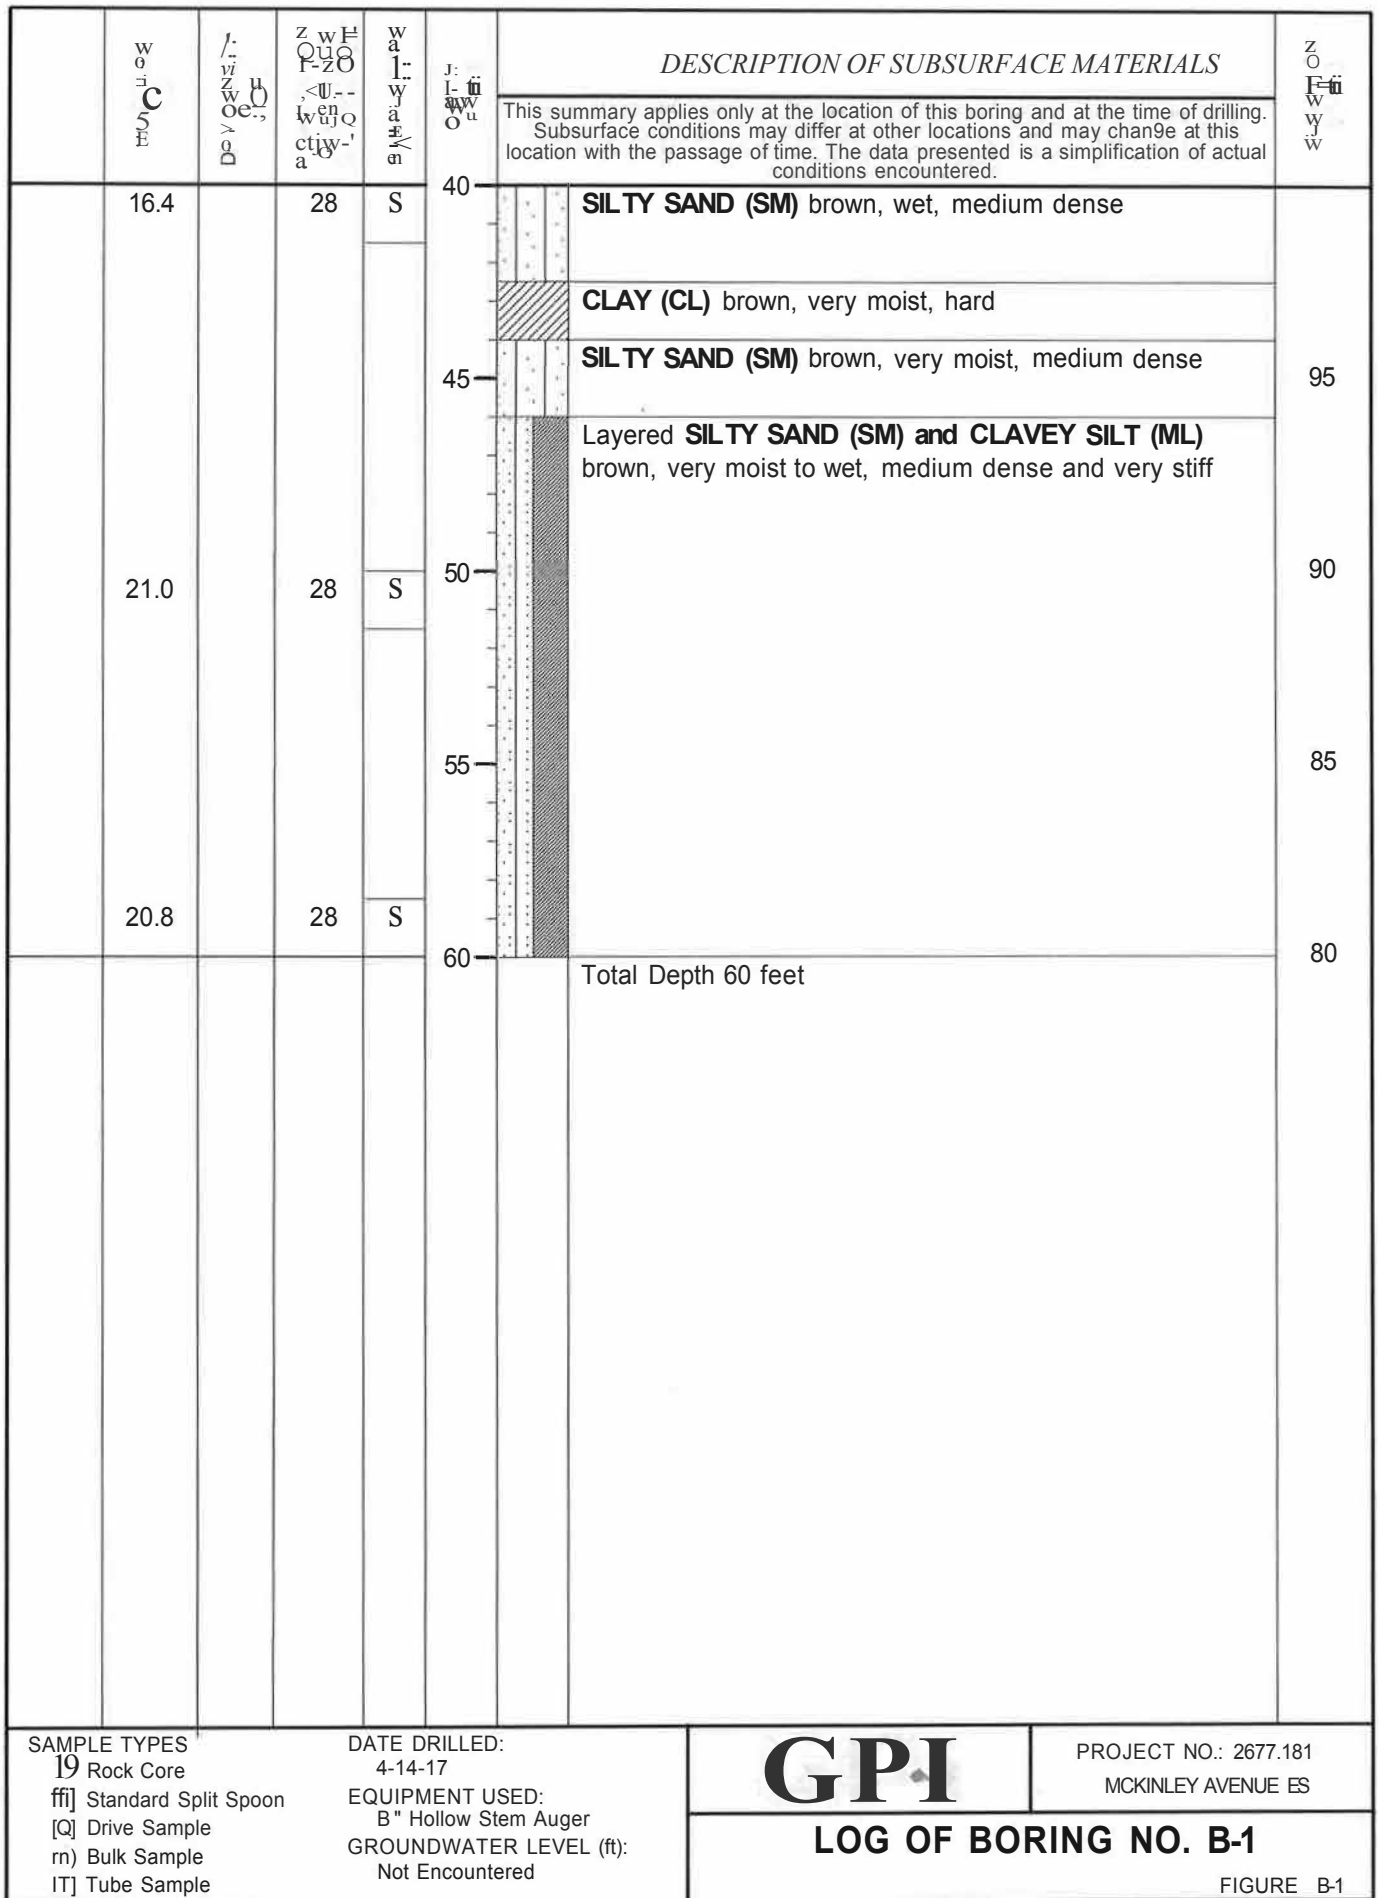 DESCRIPTION OF SUBSURFACE MATERIALS
This summary applies only at the location of this boring and at the time of drilling.
Subsurface conditions may differ at other locations and may chan9e at this
location with the passage of time. The data presented is a simplification of actual
conditions encountered.
40
16.4 28 S SILTY SAND (SM) brown, wet, medium dense
CLAY (CL) brown, very moist, hard
SILTY SAND (SM) brown, very moist, medium dense
45 95
Layered SILTY SAND (SM) and CLAVEY SILT (ML)
brown, very moist to wet, medium dense and very stiff
50 90
21.0 28 S
55 85
20.8 28 S
60 80
Total Depth 60 feet
SAMPLE TYPES
19 Rock Core
ffi] Standard Split Spoon
[Q] Drive Sample
rn) Bulk Sample
IT] Tube Sample
DATE DRILLED:
4-14-17
EQUIPMENT USED:
B " Hollow Stem Auger
GROUNDWATER LEVEL (ft):
Not Encountered
GPI
PROJECT NO.: 2677.181
MCKINLEY AVENUE ES
LOG OF BORING NO. B-1
FIGURE B-1